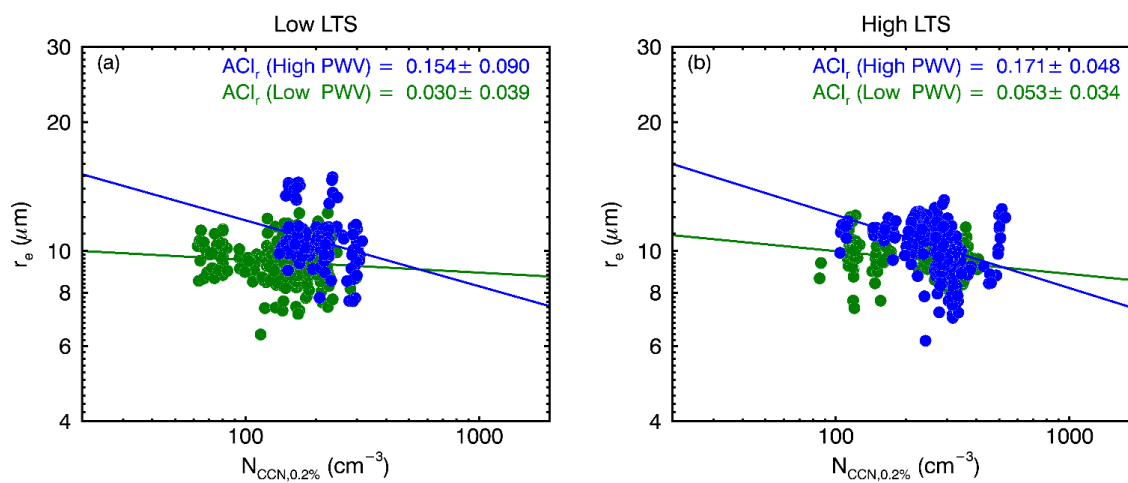 Low LTS
(a)
ACIr (High PWV) = 0.154± 0.090
ACIr (Low PWV) = 0.030± 0.039
30
20
10
8
6
4
re (μm)
100
1000
NCCN,0.2% (cm−3)
High LTS
(b)
ACIr (High PWV) = 0.171± 0.048
ACIr (Low PWV) = 0.053± 0.034
30
20
10
8
6
4
re (μm)
100
1000
NCCN,0.2% (cm−3)